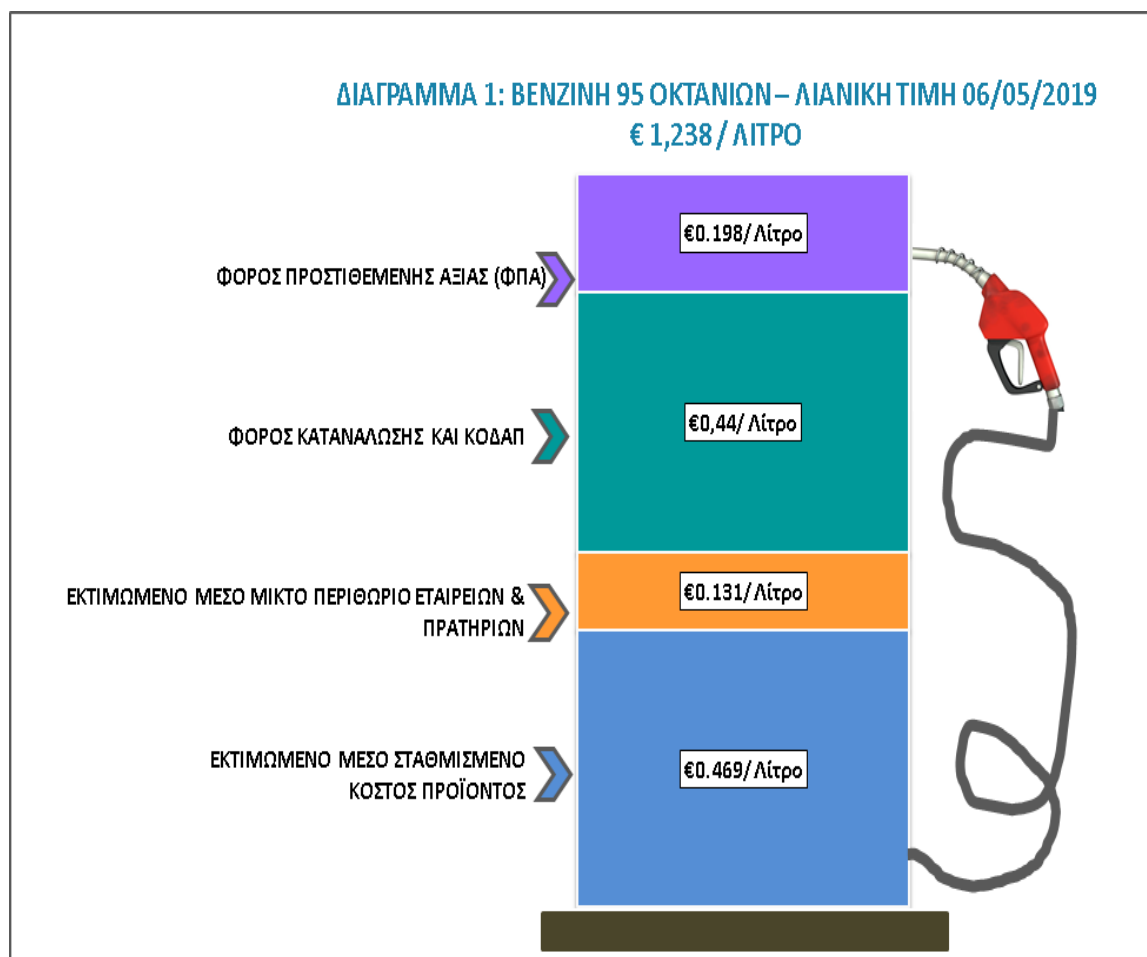 ΔΙΑΓΡΑΜΜΑ 1: ΒΕΝΖΙΝΗ 95 ΟΚΤΑΝΙΩΝ – ΛΙΑΝΙΚΗ ΤΙΜΗ 06/05/2019
€ 1,238 / ΛΙΤΡΟ
€0.198/ Λίτρο
ΦΟΡΟΣ ΠΡΟΣΤΙΘΕΜΕΝΗΣ ΑΞΙΑΣ (ΦΠΑ)
€0,44/ Λίτρο
ΦΟΡΟΣ ΚΑΤΑΝΑΛΩΣΗΣ ΚΑΙ ΚΟΔΑΠ
€0.131/ Λίτρο
ΕΚΤΙΜΩΜΕΝΟ ΜΕΣΟ ΜΙΚΤΟ ΠΕΡΙΘΩΡΙΟ ΕΤΑΙΡΕΙΩΝ &
ΠΡΑΤΗΡΙΩΝ
€0.469/ Λίτρο
ΕΚΤΙΜΩΜΕΝΟ ΜΕΣΟ ΣΤΑΘΜΙΣΜΕΝΟ
ΚΟΣΤΟΣ ΠΡΟΪΟΝΤΟΣ